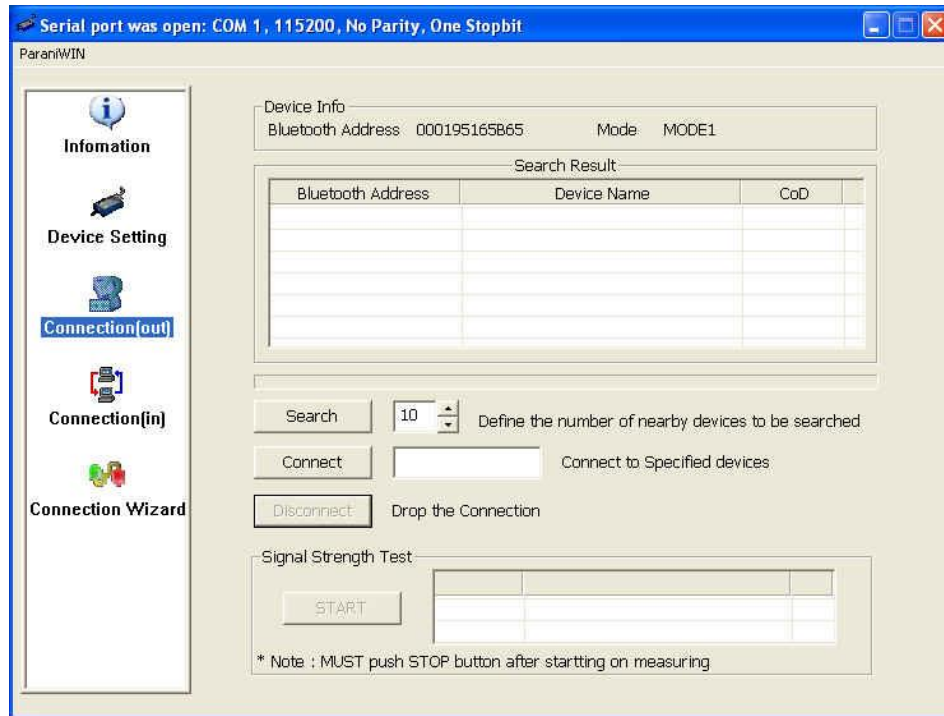 Serial port was open: COM 1, 115200, No Parity, One Stopbit
ParaniWIN
Infomation
Device Setting
Connection(out)
Connection(in)
Connection Wizard
Device Info
Bluetooth Address 000195165B65 Mode MODE1
Search Result
Bluetooth Address Device Name CoD
Search 10 Define the number of nearby devices to be searched
Connect Connect to Specified devices
Disconnect Drop the Connection
Signal Strength Test
START
* Note : MUST push STOP button after startting on measuring